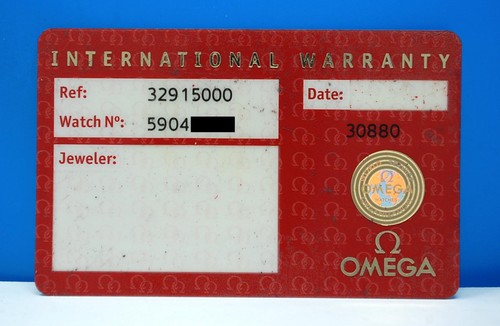 INTERNATIONAL WARRANTY
Ref: 32915000
Watch Nº: 5904
Date:
30880
Jeweler:
Ω OMEGA
Ω
OMEGA